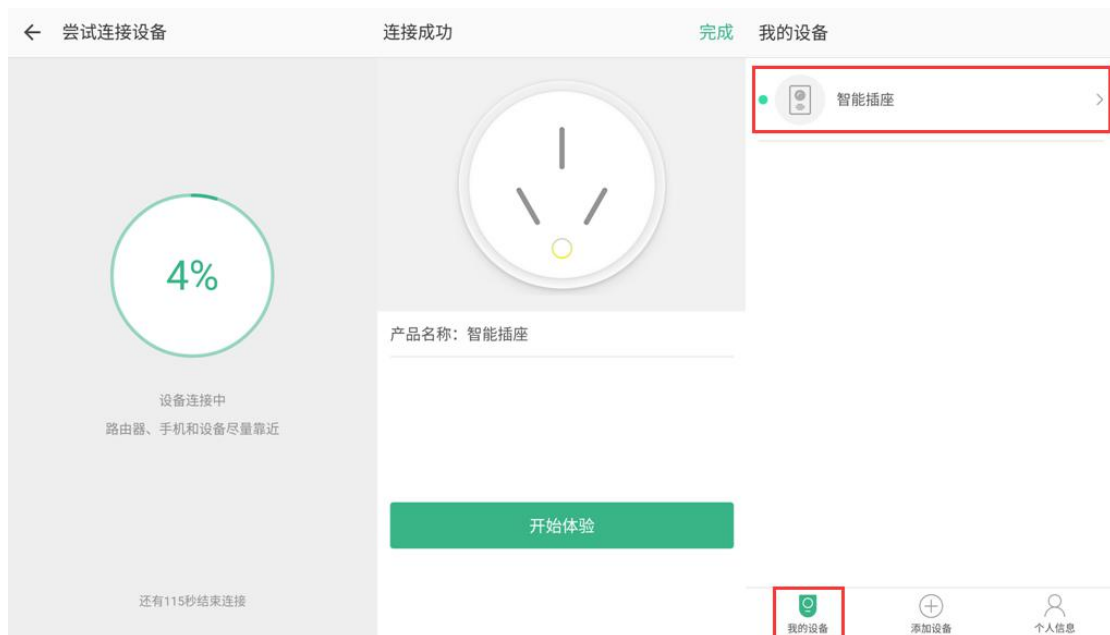 尝试连接设备
4%
设备连接中
路由器、手机和设备尽量靠近
还有115秒结束连接
连接成功
完成
产品名称：智能插座
开始体验
我的设备
智能插座
我的设备
添加设备
个人信息